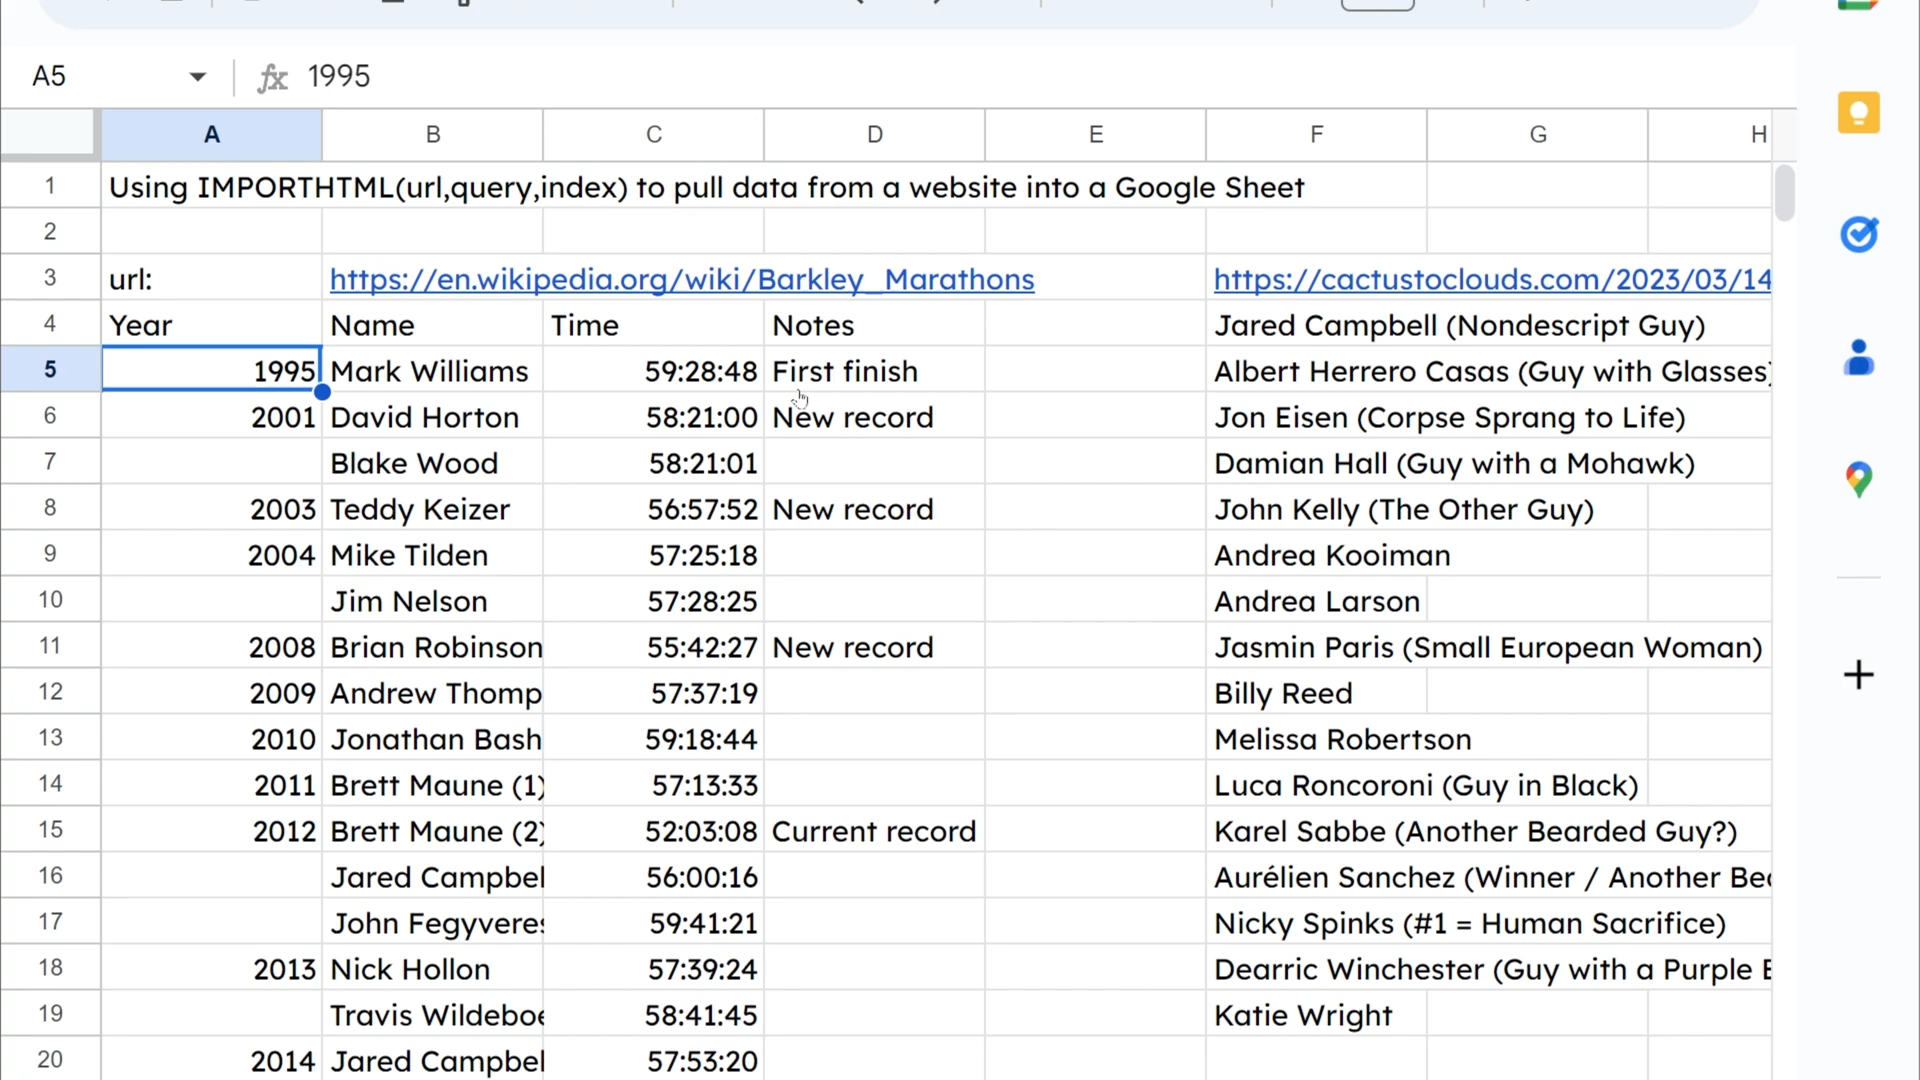 A5 fx 1995
A B C D E F G H
1 Using IMPORTHTML(url,query,index) to pull data from a website into a Google Sheet
2
3 url: https://en.wikipedia.org/wiki/Barkley_Marathons https://cactustoclouds.com/2023/03/14
4 Year Name Time Notes Jared Campbell (Nondescript Guy)
5 1995 Mark Williams 59:28:48 First finish Albert Herrero Casas (Guy with Glasses)
6 2001 David Horton 58:21:00 New record Jon Eisen (Corpse Sprang to Life)
7 Blake Wood 58:21:01 Damian Hall (Guy with a Mohawk)
8 2003 Teddy Keizer 56:57:52 New record John Kelly (The Other Guy)
9 2004 Mike Tilden 57:25:18 Andrea Kooiman
10 Jim Nelson 57:28:25 Andrea Larson
11 2008 Brian Robinson 55:42:27 New record Jasmin Paris (Small European Woman)
12 2009 Andrew Thomp 57:37:19 Billy Reed
13 2010 Jonathan Bash 59:18:44 Melissa Robertson
14 2011 Brett Maune (1) 57:13:33 Luca Roncoroni (Guy in Black)
15 2012 Brett Maune (2) 52:03:08 Current record Karel Sabbe (Another Bearded Guy?)
16 Jared Campbel 56:00:16 Aurélien Sanchez (Winner / Another Bea
17 John Fegyveres 59:41:21 Nicky Spinks (#1 = Human Sacrifice)
18 2013 Nick Hollon 57:39:24 Dearric Winchester (Guy with a Purple B
19 Travis Wildeboe 58:41:45 Katie Wright
20 2014 Jared Campbel 57:53:20